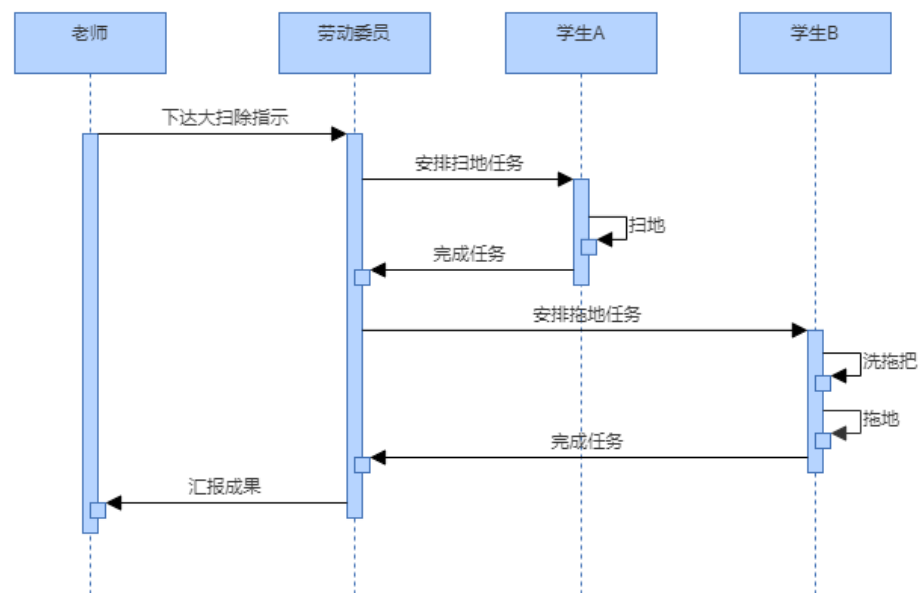 老师
劳动委员
学生A
学生B
下达大扫除指示
安排扫地任务
扫地
完成任务
安排拖地任务
洗拖把
拖地
完成任务
汇报成果